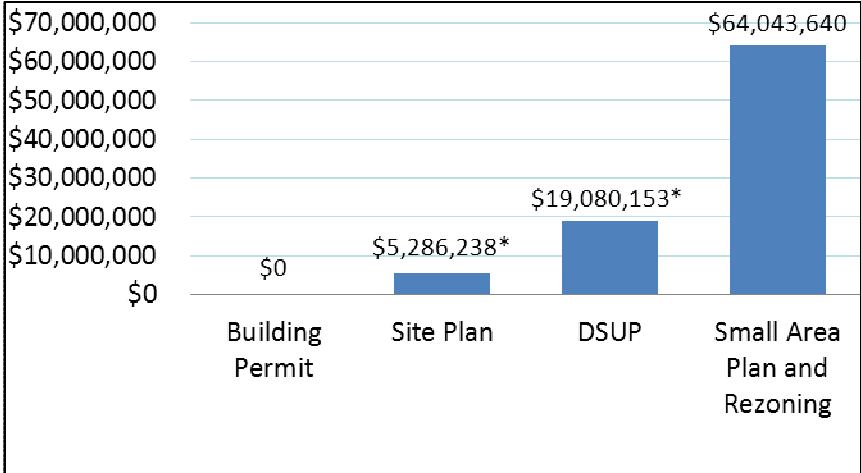 $70,000,000
$60,000,000
$50,000,000
$40,000,000
$30,000,000
$20,000,000
$10,000,000
$0
$0
$5,286,238*
$19,080,153*
$64,043,640
Building
Permit
Site Plan
DSUP
Small Area
Plan and
Rezoning